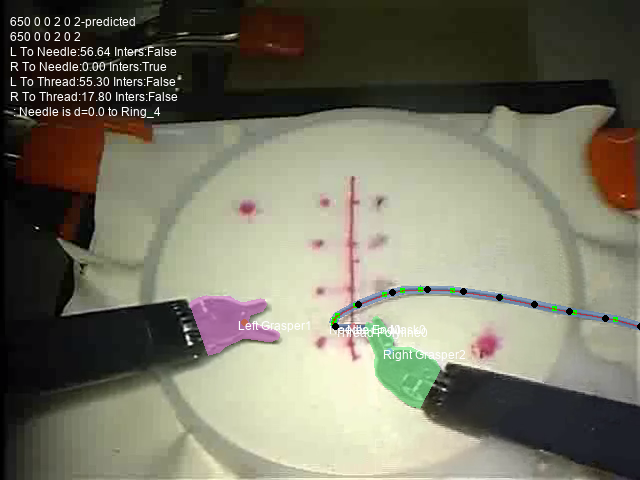 650 0 0 2 0 2-predicted
650 0 0 2 0 2
L To Needle:56.64 Inters:False
R To Needle:0.00 Inters:True
L To Thread:55.30 Inters:False
R To Thread:17.80 Inters:False
Needle is d=0.0 to Ring_4
Left Grasper1
Right Grasper2